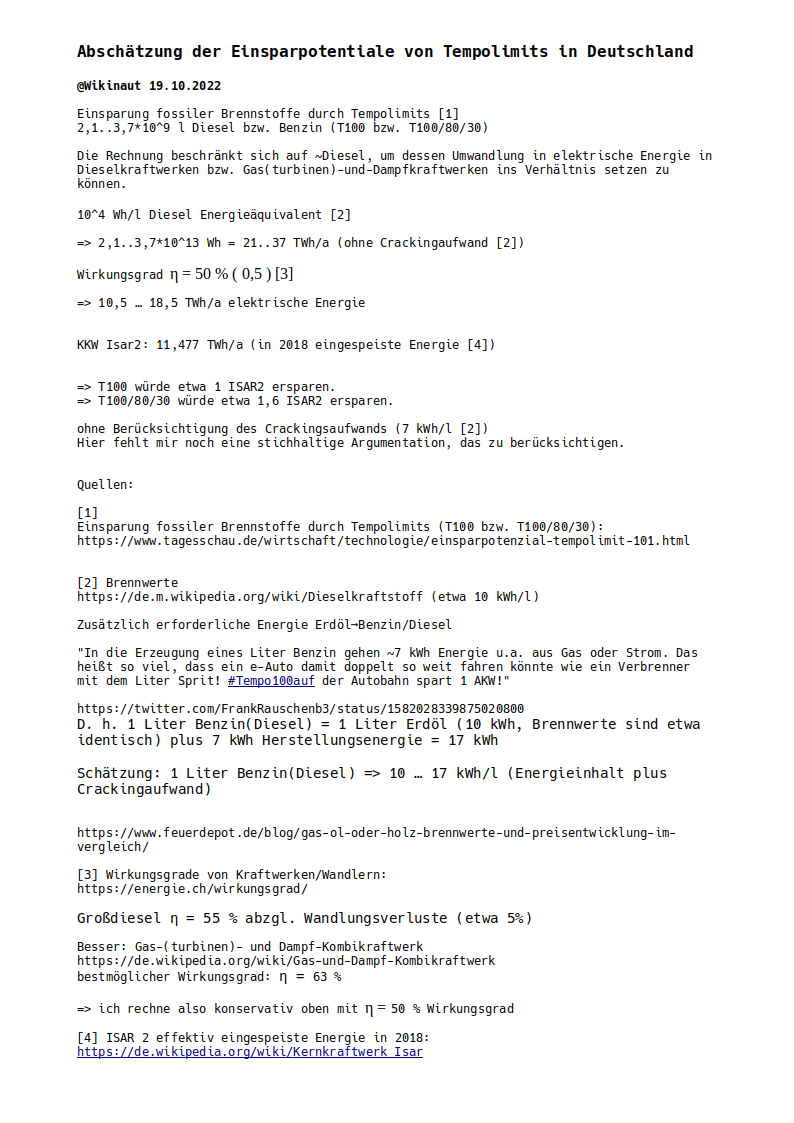 Abschätzung der Einsparpotentiale von Tempolimits in Deutschland
@Wikinaut 19.10.2022
Einsparung fossiler Brennstoffe durch Tempolimits [1]
2,1..3,7*10^9 l Diesel bzw. Benzin (T100 bzw. T100/80/30)
Die Rechnung beschränkt sich auf ~Diesel, um dessen Umwandlung in elektrische Energie in
Dieselkraftwerken bzw. Gas(turbinen)-und-Dampfkraftwerken ins Verhältnis setzen zu
können.
10^4 Wh/l Diesel Energieäquivalent [2]
=> 2,1..3,7*10^13 Wh = 21..37 TWh/a (ohne Crackingaufwand [2])
Wirkungsgrad η = 50 % ( 0,5 ) [3]
=> 10,5 … 18,5 TWh/a elektrische Energie
KKW Isar2: 11,477 TWh/a (in 2018 eingespeiste Energie [4])
=> T100 würde etwa 1 ISAR2 ersparen.
=> T100/80/30 würde etwa 1,6 ISAR2 ersparen.
ohne Berücksichtigung des Crackingsaufwands (7 kWh/l [2])
Hier fehlt mir noch eine stichhaltige Argumentation, das zu berücksichtigen.
Quellen:
[1]
Einsparung fossiler Brennstoffe durch Tempolimits (T100 bzw. T100/80/30):
https://www.tagesschau.de/wirtschaft/technologie/einsparpotenzial-tempolimit-101.html
[2] Brennwerte
https://de.m.wikipedia.org/wiki/Dieselkraftstoff (etwa 10 kWh/l)
Zusätzlich erforderliche Energie Erdöl→Benzin/Diesel
"In die Erzeugung eines Liter Benzin gehen ~7 kWh Energie u.a. aus Gas oder Strom. Das
heißt so viel, dass ein e-Auto damit doppelt so weit fahren könnte wie ein Verbrenner
mit dem Liter Sprit! #Tempo100auf der Autobahn spart 1 AKW!"
https://twitter.com/FrankRauschenb3/status/1582028339875020800
D. h. 1 Liter Benzin(Diesel) = 1 Liter Erdöl (10 kWh, Brennwerte sind etwa
identisch) plus 7 kWh Herstellungsenergie = 17 kWh
Schätzung: 1 Liter Benzin(Diesel) => 10 … 17 kWh/l (Energieinhalt plus
Crackingaufwand)
https://www.feuerdepot.de/blog/gas-ol-oder-holz-brennwerte-und-preisentwicklung-im-
vergleich/
[3] Wirkungsgrade von Kraftwerken/Wandlern:
https://energie.ch/wirkungsgrad/
Großdiesel η = 55 % abzgl. Wandlungsverluste (etwa 5%)
Besser: Gas-(turbinen)- und Dampf-Kombikraftwerk
https://de.wikipedia.org/wiki/Gas-und-Dampf-Kombikraftwerk
bestmöglicher Wirkungsgrad: η = 63 %
=> ich rechne also konservativ oben mit η = 50 % Wirkungsgrad
[4] ISAR 2 effektiv eingespeiste Energie in 2018:
https://de.wikipedia.org/wiki/Kernkraftwerk_Isar